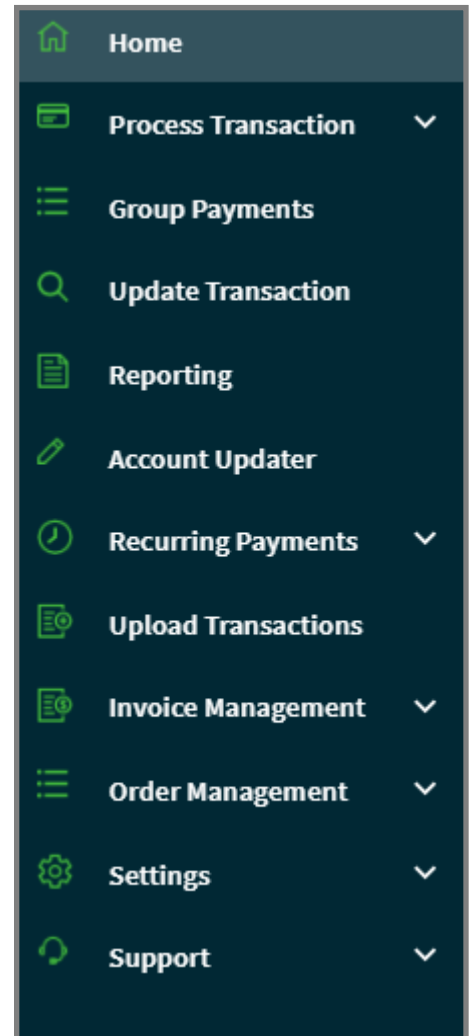 Home
Process Transaction
Group Payments
Update Transaction
Reporting
Account Updater
Recurring Payments
Upload Transactions
Invoice Management
Order Management
Settings
Support